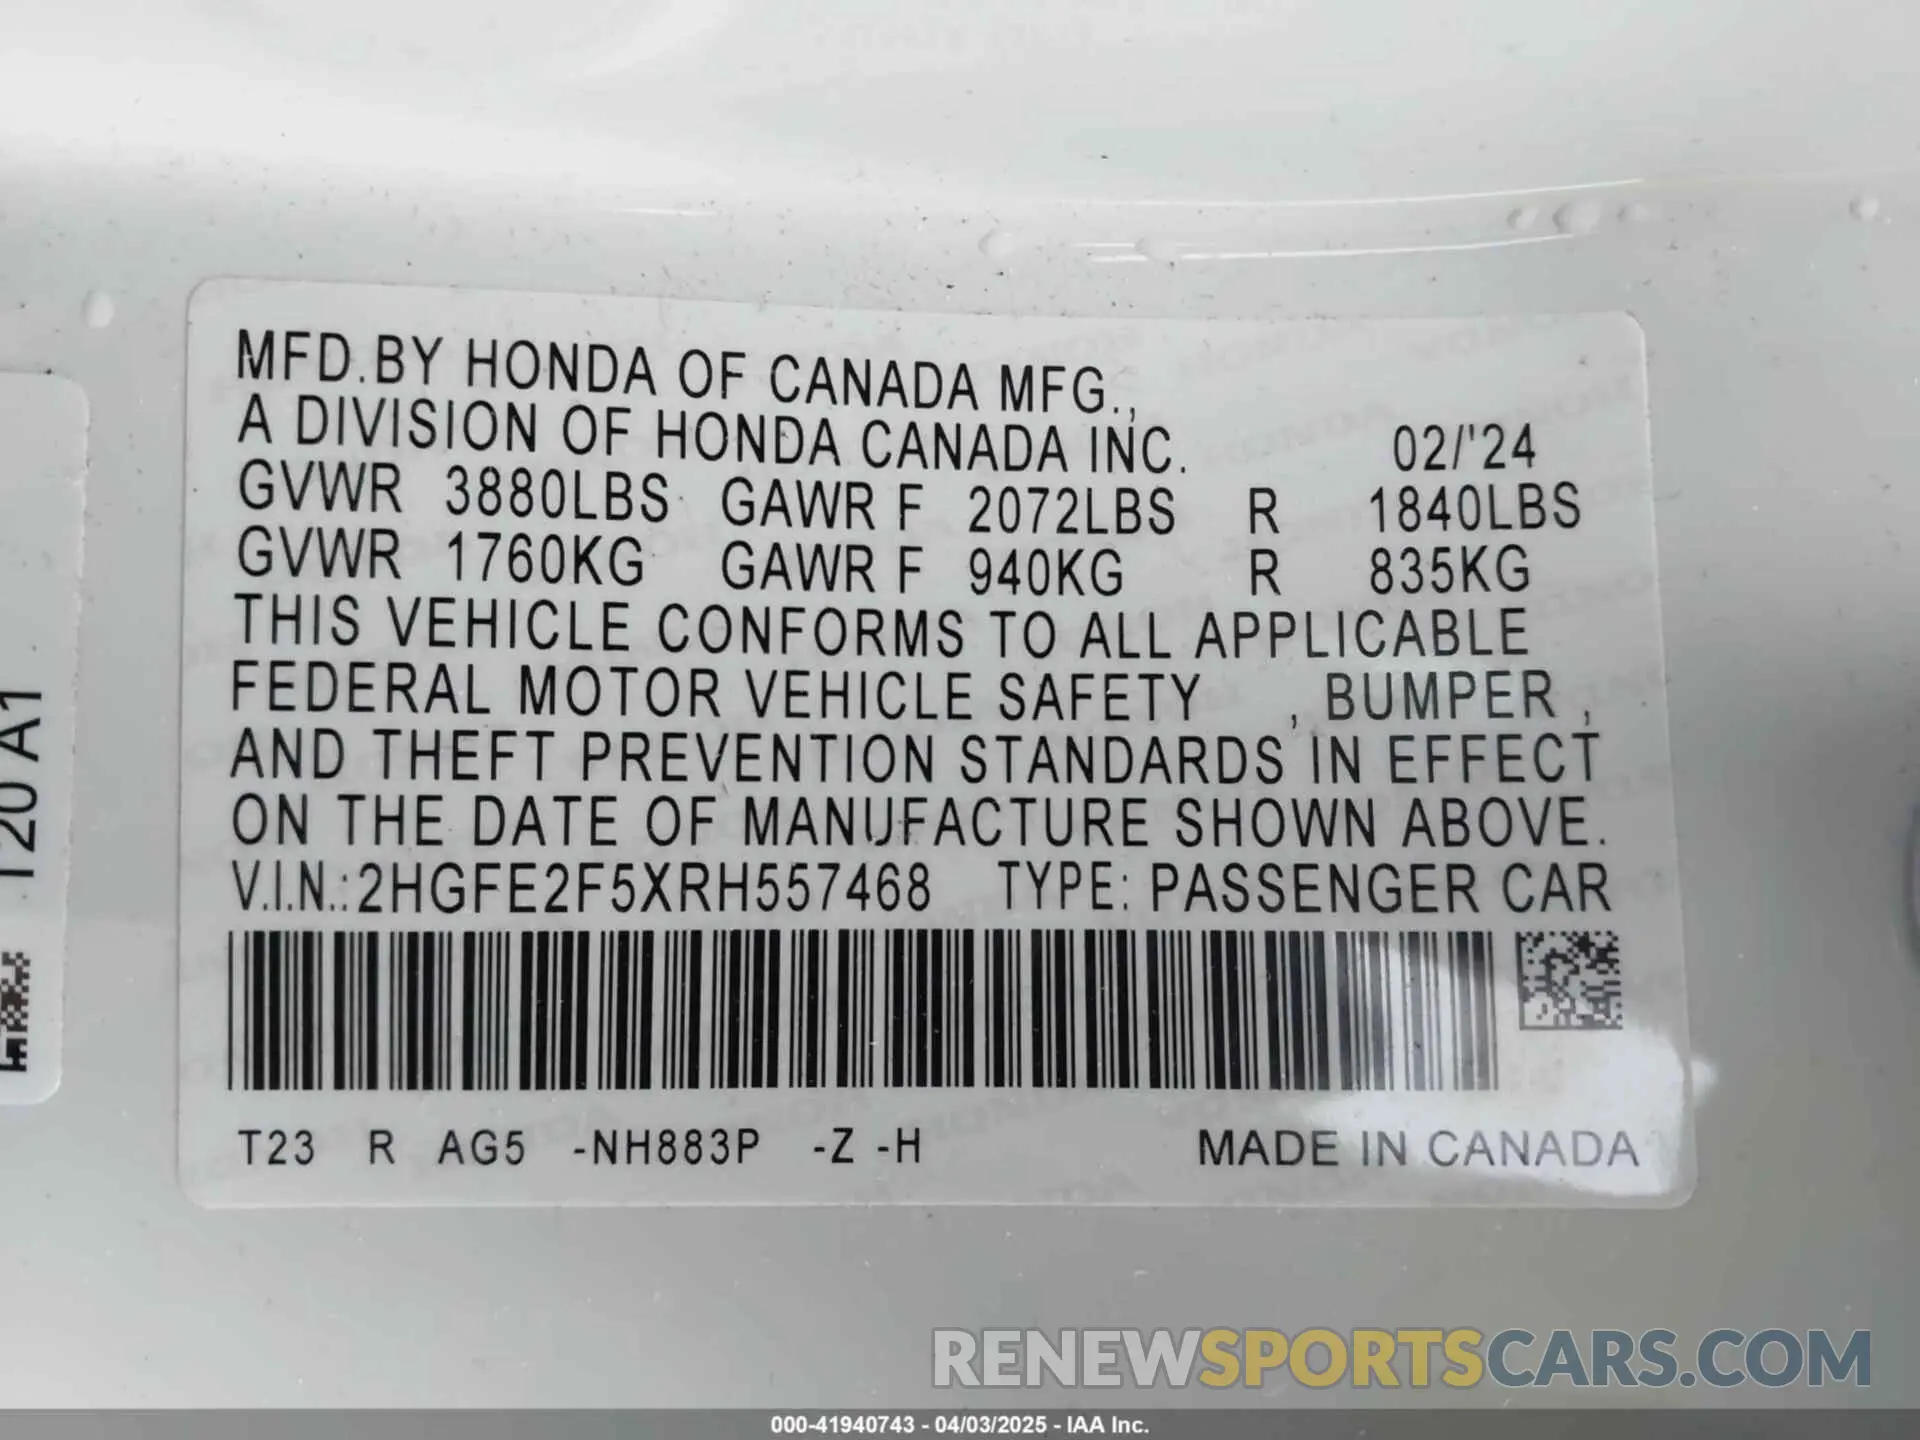 MFD.BY HONDA OF CANADA MFG.,
A DIVISION OF HONDA CANADA INC. 02/'24
GVWR 3880LBS GAWR F 2072LBS R 1840LBS
GVWR 1760KG GAWR F 940KG R 835KG
THIS VEHICLE CONFORMS TO ALL APPLICABLE
FEDERAL MOTOR VEHICLE SAFETY , BUMPER ,
AND THEFT PREVENTION STANDARDS IN EFFECT
ON THE DATE OF MANUFACTURE SHOWN ABOVE.
V.I.N.:2HGFE2F5XRH557468 TYPE: PASSENGER CAR
T23 R AG5 -NH883P -Z -H MADE IN CANADA
T20 A1
RENEWSPORTSCARS.COM
000-41940743 - 04/03/2025 - IAA Inc.